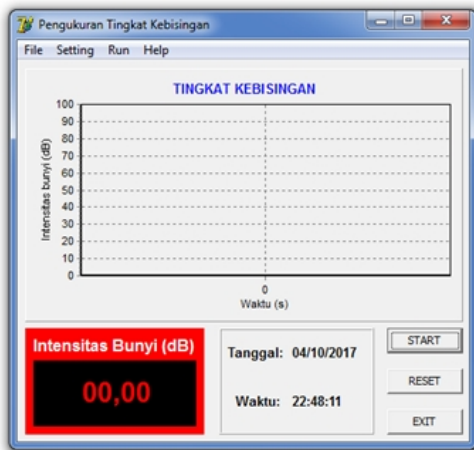 Pengukuran Tingkat Kebisingan
File Setting Run Help
TINGKAT KEBISINGAN
Intensitas bunyi (dB)
100
90
80
70
60
50
40
30
20
10
0
0
Waktu (s)
Intensitas Bunyi (dB)
00,00
Tanggal: 04/10/2017
Waktu: 22:48:11
START
RESET
EXIT